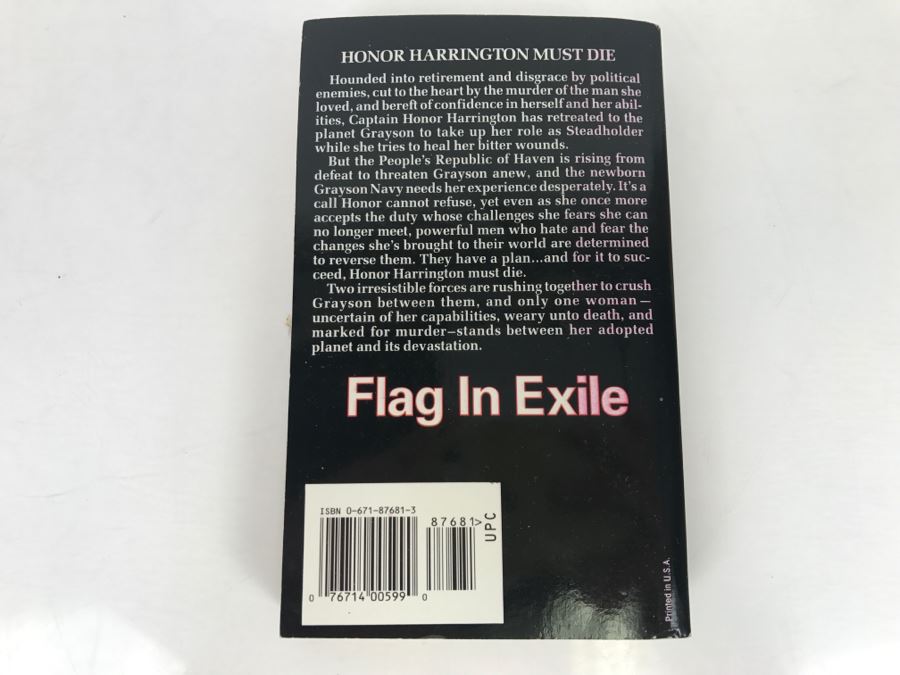 HONOR HARRINGTON MUST DIE
Hounded into retirement and disgrace by political
enemies, cut to the heart by the murder of the man she
loved, and bereft of confidence in herself and her abil-
ities, Captain Honor Harrington has retreated to the
planet Grayson to take up her role as Steadholder
while she tries to heal her bitter wounds.
But the People's Republic of Haven is rising from
defeat to threaten Grayson anew, and the newborn
Grayson Navy needs her experience desperately. It's a
call Honor cannot refuse, yet even as she once more
accepts the duty whose challenges she fears she can
no longer meet, powerful men who hate and fear the
changes she's brought to their world are determined
to reverse them. They have a plan...and for it to suc-
ceed, Honor Harrington must die.
Two irresistible forces are rushing together to crush
Grayson between them, and only one woman—
uncertain of her capabilities, weary unto death, and
marked for murder—stands between her adopted
planet and its devastation.
Flag In Exile
ISBN 0-671-87681-3
87681>
UPC
0 76714 00599 0
Printed in U.S.A.